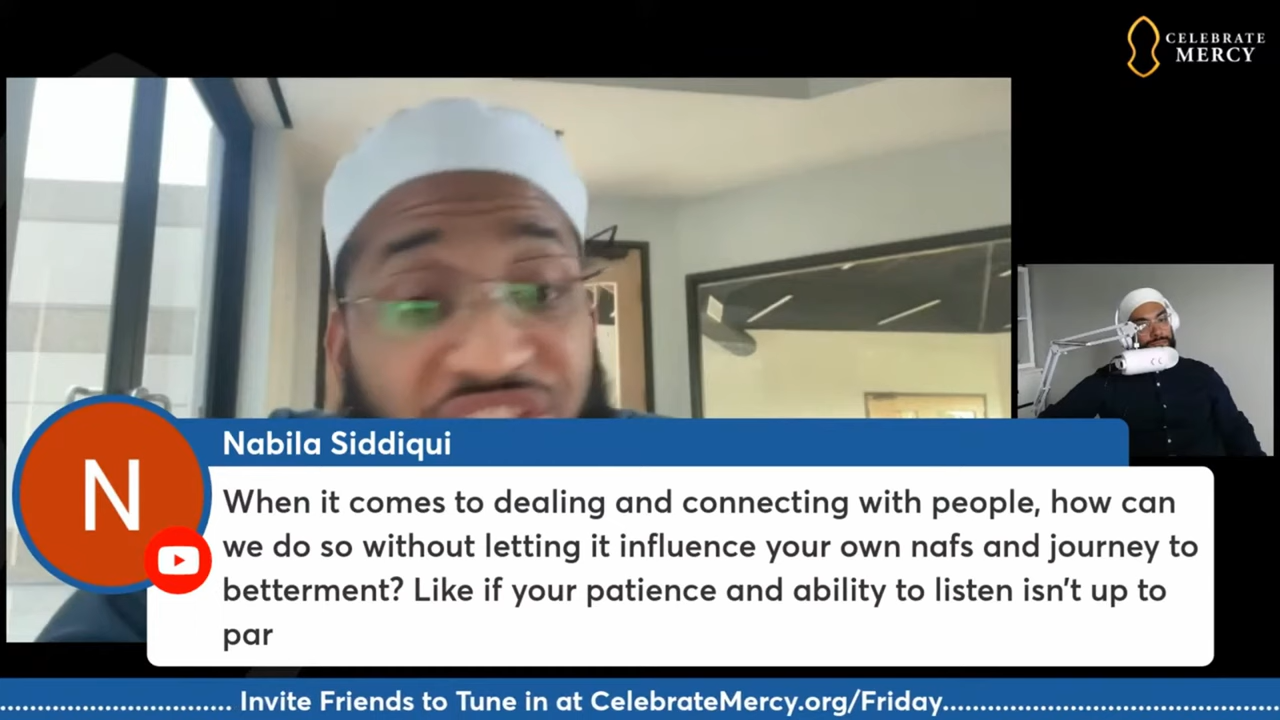 CELEBRATE
MERCY
Nabila Siddiqui
N
When it comes to dealing and connecting with people, how can
we do so without letting it influence your own nafs and journey to
betterment? Like if your patience and ability to listen isn't up to
par
Invite Friends to Tune in at CelebrateMercy.org/Friday